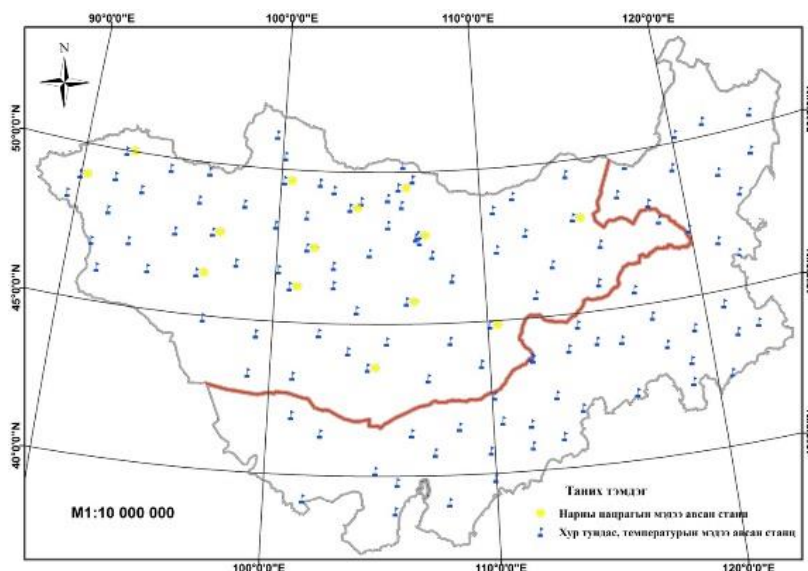 90°0'0"E 100°0'0"E 110°0'0"E 120°0'0"E
N
50°0'0"N
45°0'0"N
40°0'0"N
Таних тэмдэг
M1:10 000 000
Нарны цацрагын мэдээ авсан станц
Хур тундас, температурын мэдээ авсан станц
100°0'0"E 110°0'0"E 120°0'0"E